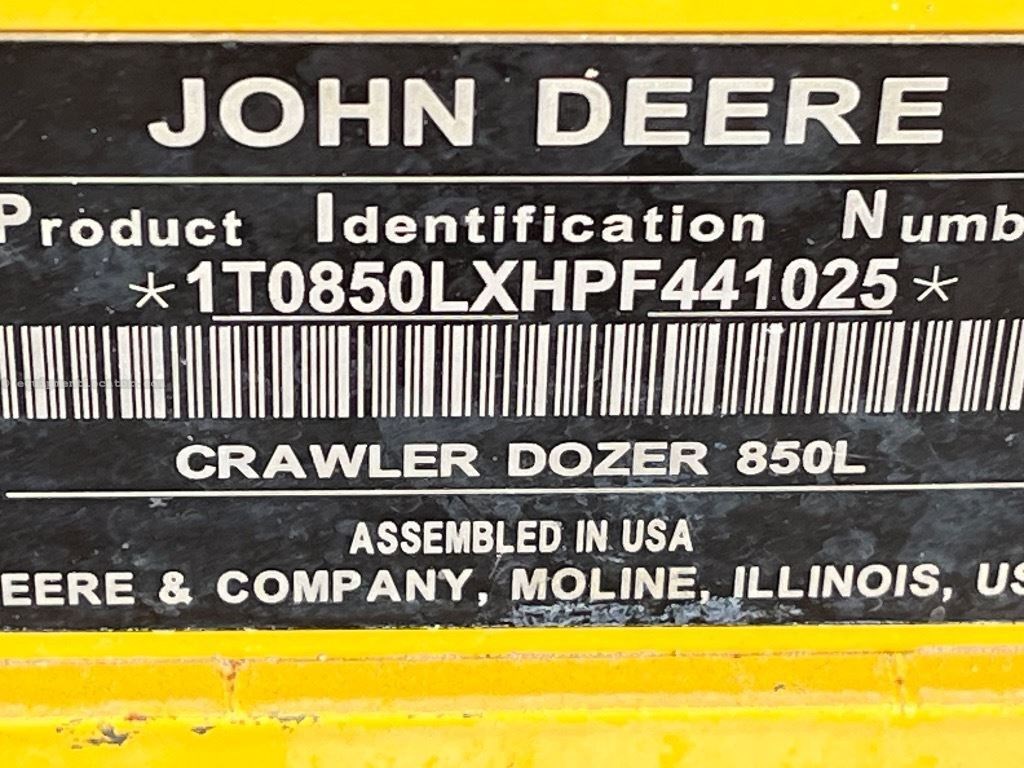 JOHN DEERE
Product Identification Numb
*1T0850LXHPF441025*
CRAWLER DOZER 850L
ASSEMBLED IN USA
EERE & COMPANY, MOLINE, ILLINOIS, US